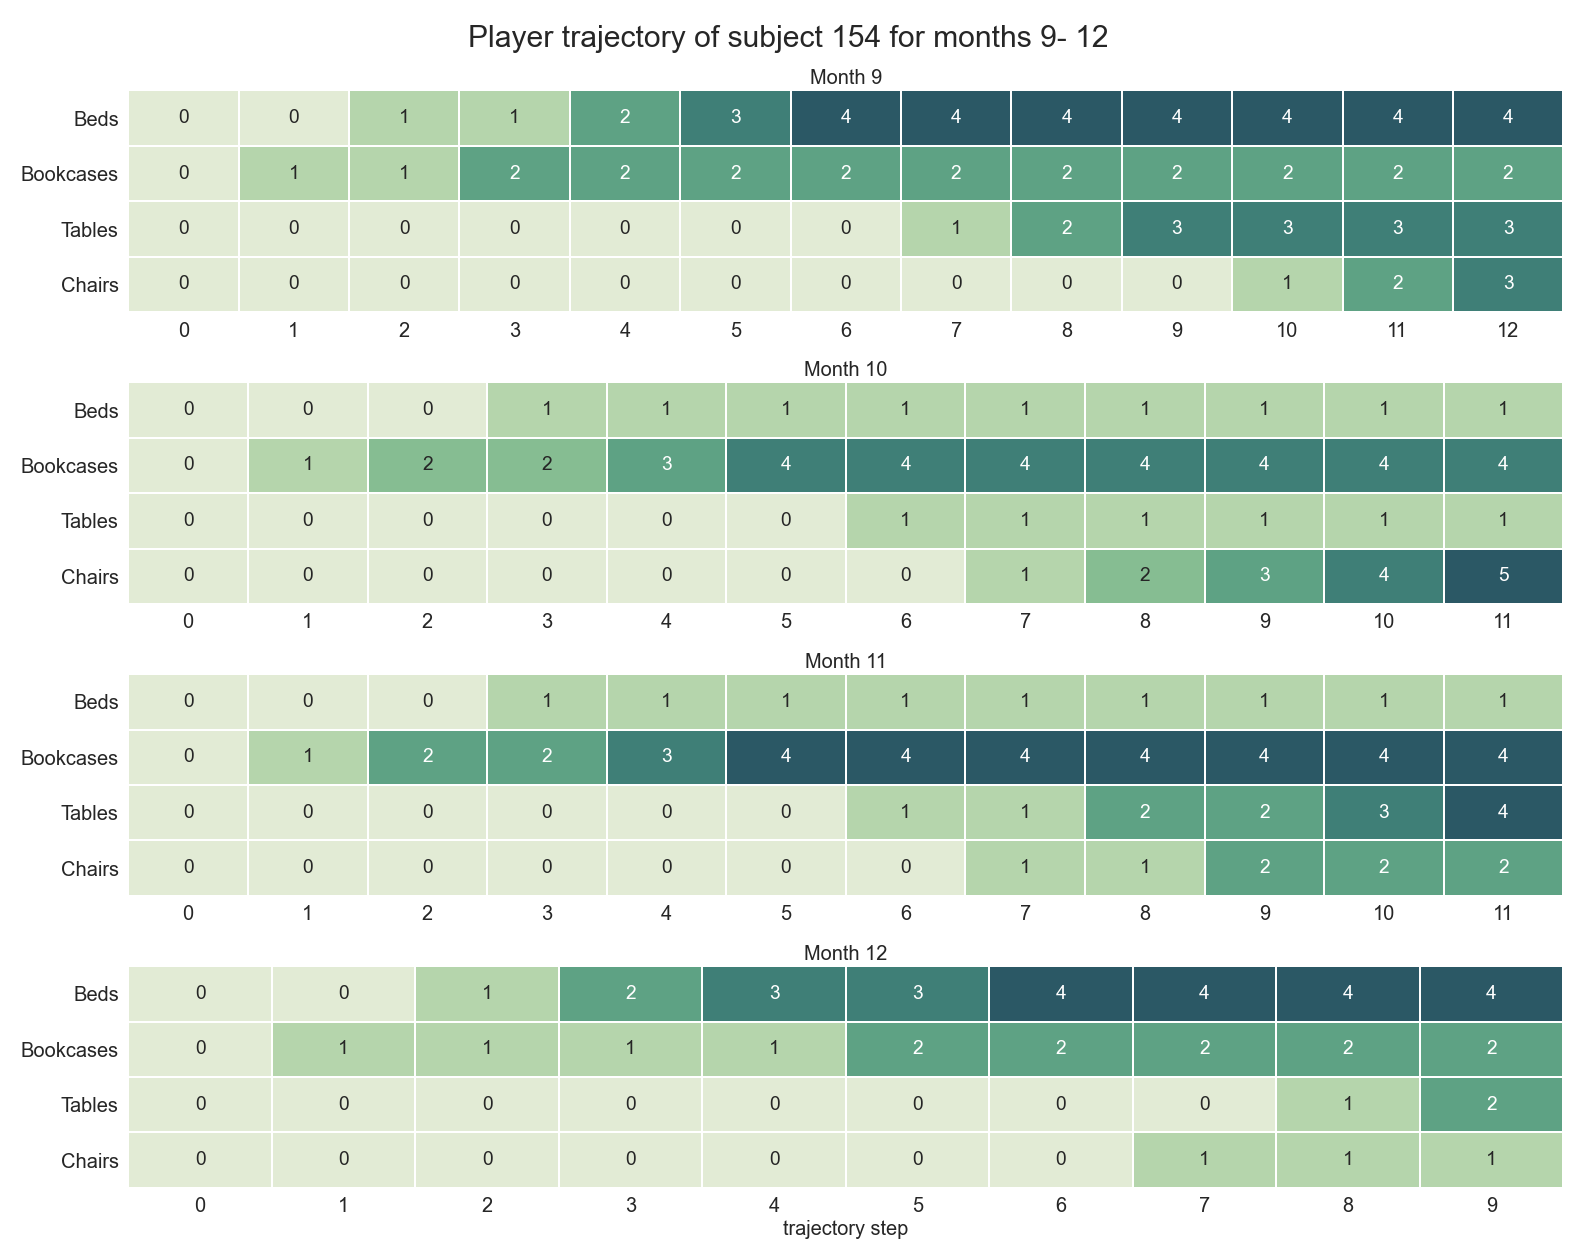 Player trajectory of subject 154 for months 9- 12
Month 9
Beds 0 0 1 1 2 3 4 4 4 4 4 4 4
Bookcases 0 1 1 2 2 2 2 2 2 2 2 2 2
Tables 0 0 0 0 0 0 0 1 2 3 3 3 3
Chairs 0 0 0 0 0 0 0 0 0 0 1 2 3
0 1 2 3 4 5 6 7 8 9 10 11 12
Month 10
Beds 0 0 0 1 1 1 1 1 1 1 1 1
Bookcases 0 1 2 2 3 4 4 4 4 4 4 4
Tables 0 0 0 0 0 0 1 1 1 1 1 1
Chairs 0 0 0 0 0 0 0 1 2 3 4 5
0 1 2 3 4 5 6 7 8 9 10 11
Month 11
Beds 0 0 0 1 1 1 1 1 1 1 1 1
Bookcases 0 1 2 2 3 4 4 4 4 4 4 4
Tables 0 0 0 0 0 0 1 1 2 2 3 4
Chairs 0 0 0 0 0 0 0 1 1 2 2 2
0 1 2 3 4 5 6 7 8 9 10 11
Month 12
Beds 0 0 1 2 3 3 4 4 4 4
Bookcases 0 1 1 1 1 2 2 2 2 2
Tables 0 0 0 0 0 0 0 0 1 2
Chairs 0 0 0 0 0 0 0 1 1 1
0 1 2 3 4 5 6 7 8 9
trajectory step